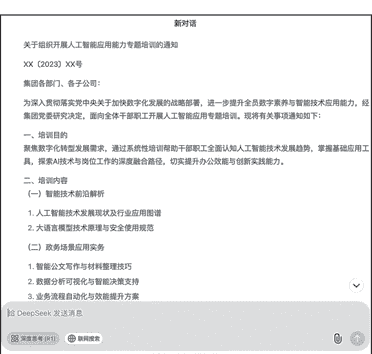 新对话
关于组织开展人工智能应用能力专题培训的通知
XX〔2023〕XX号
集团各部门、各子公司：
为深入贯彻落实党中央关于加快数字化发展的战略部署，进一步提升全员数字素养与智能技术应用能力，经
集团党委研究决定，面向全体干部职工开展人工智能应用专题培训。现将有关事项通知如下：
一、培训目的
聚焦数字化转型发展需求，通过系统性培训帮助干部职工全面认知人工智能技术发展趋势，掌握基础应用工
具，探索AI技术与岗位工作的深度融合路径，切实提升办公效能与创新实践能力。
二、培训内容
（一）智能技术前沿解析
1. 人工智能技术发展现状及行业应用图谱
2. 大语言模型技术原理与安全使用规范
（二）政务场景应用实务
1. 智能公文写作与材料整理技巧
2. 数据分析可视化与智能决策支持
3. 业务流程自动化与效能提升方案
给 DeepSeek 发送消息
深度思考 (R1)
联网搜索